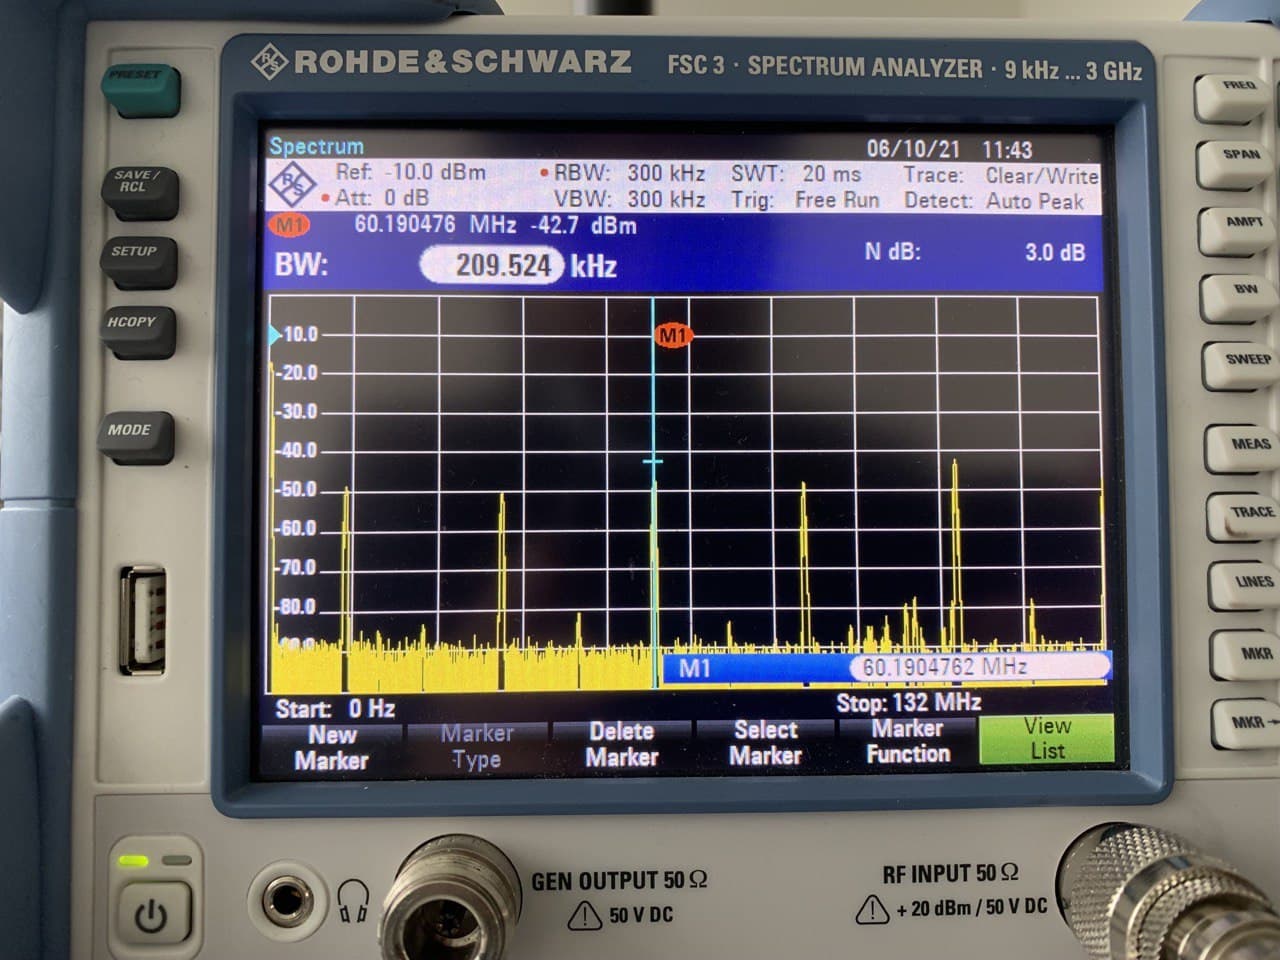 ROHDE & SCHWARZ FSC 3 · SPECTRUM ANALYZER · 9 kHz ... 3 GHz
PRESET
SAVE / RCL
SETUP
HCOPY
MODE
Spectrum 06/10/21 11:43
R S Ref: -10.0 dBm • RBW: 300 kHz SWT: 20 ms Trace: Clear/Write
• Att: 0 dB VBW: 300 kHz Trig: Free Run Detect: Auto Peak
M1 60.190476 MHz -42.7 dBm
BW: 209.524 kHz N dB: 3.0 dB
M1
-10.0
-20.0
-30.0
-40.0
-50.0
-60.0
-70.0
-80.0
M1 60.1904762 MHz
Start: 0 Hz Stop: 132 MHz
New Marker
Marker Type
Delete Marker
Select Marker
Marker Function
View List
FREQ
SPAN
AMPT
BW
SWEEP
MEAS
TRACE
LINES
MKR
MKR→
GEN OUTPUT 50 Ω
50 V DC
RF INPUT 50 Ω
+ 20 dBm / 50 V DC